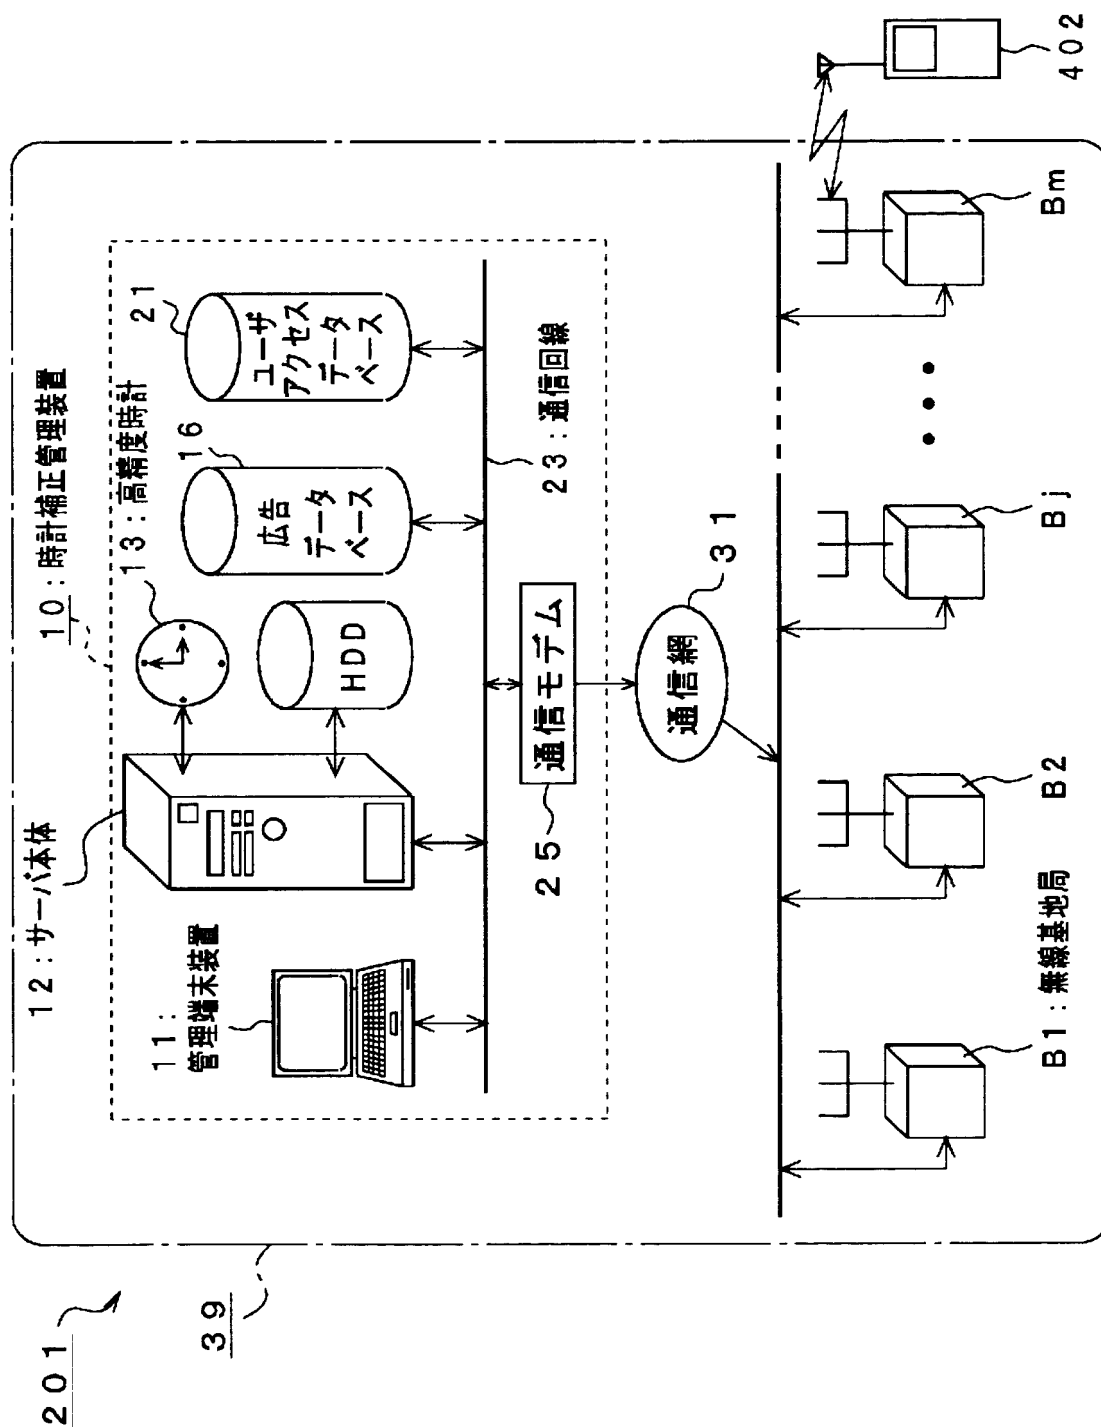 201
39
10：時計補正管理装置
12：サーバ本体
13：高精度時計
11：
管理端末装置
HDD
16
広告
データ
ベース
21
ユーザ
アクセス
データ
ベース
23：通信回線
25
通信モデム
31
通信網
B1：無線基地局
B2
Bj
Bm
402